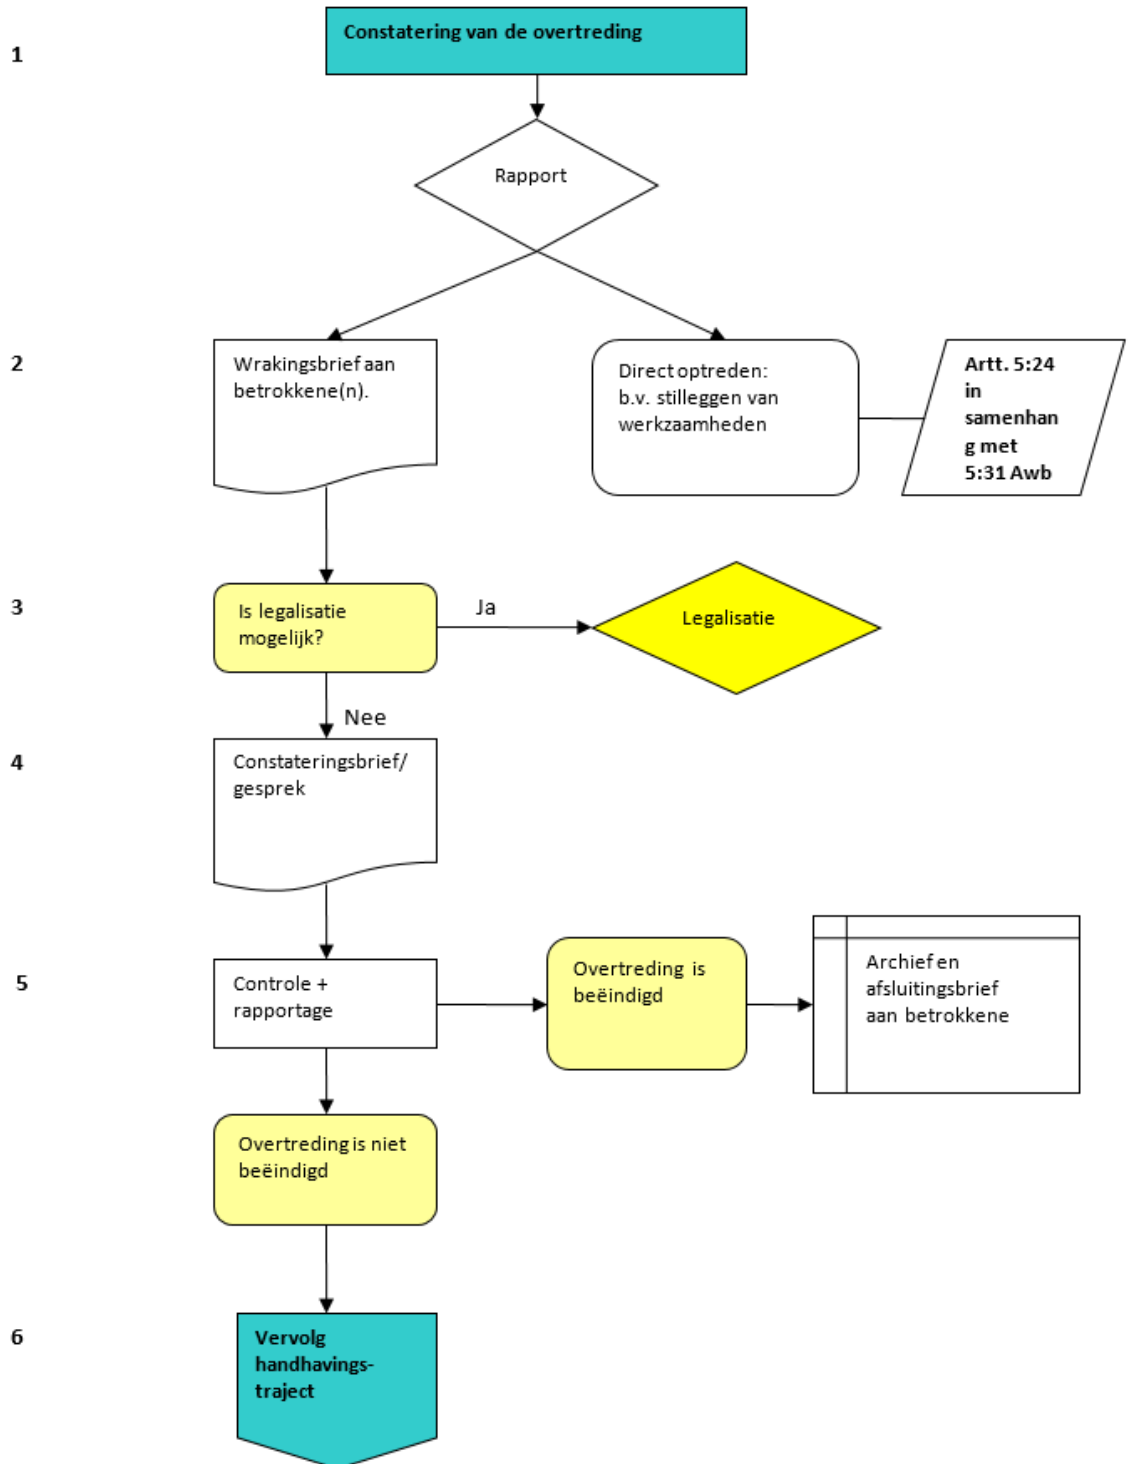 1
Constatering van de overtreding
Rapport
2
Wrakingsbrief aan
betrokkene(n).
Direct optreden:
b.v. stilleggen van
werkzaamheden
Artt. 5:24
in
samenhan
g met
5:31 Awb
3
Is legalisatie
mogelijk?
Ja
Legalisatie
Nee
4
Constateringsbrief/
gesprek
5
Controle +
rapportage
Overtreding is
beëindigd
Archief en
afsluitingsbrief
aan betrokkene
Overtreding is niet
beëindigd
6
Vervolg
handhavings-
traject